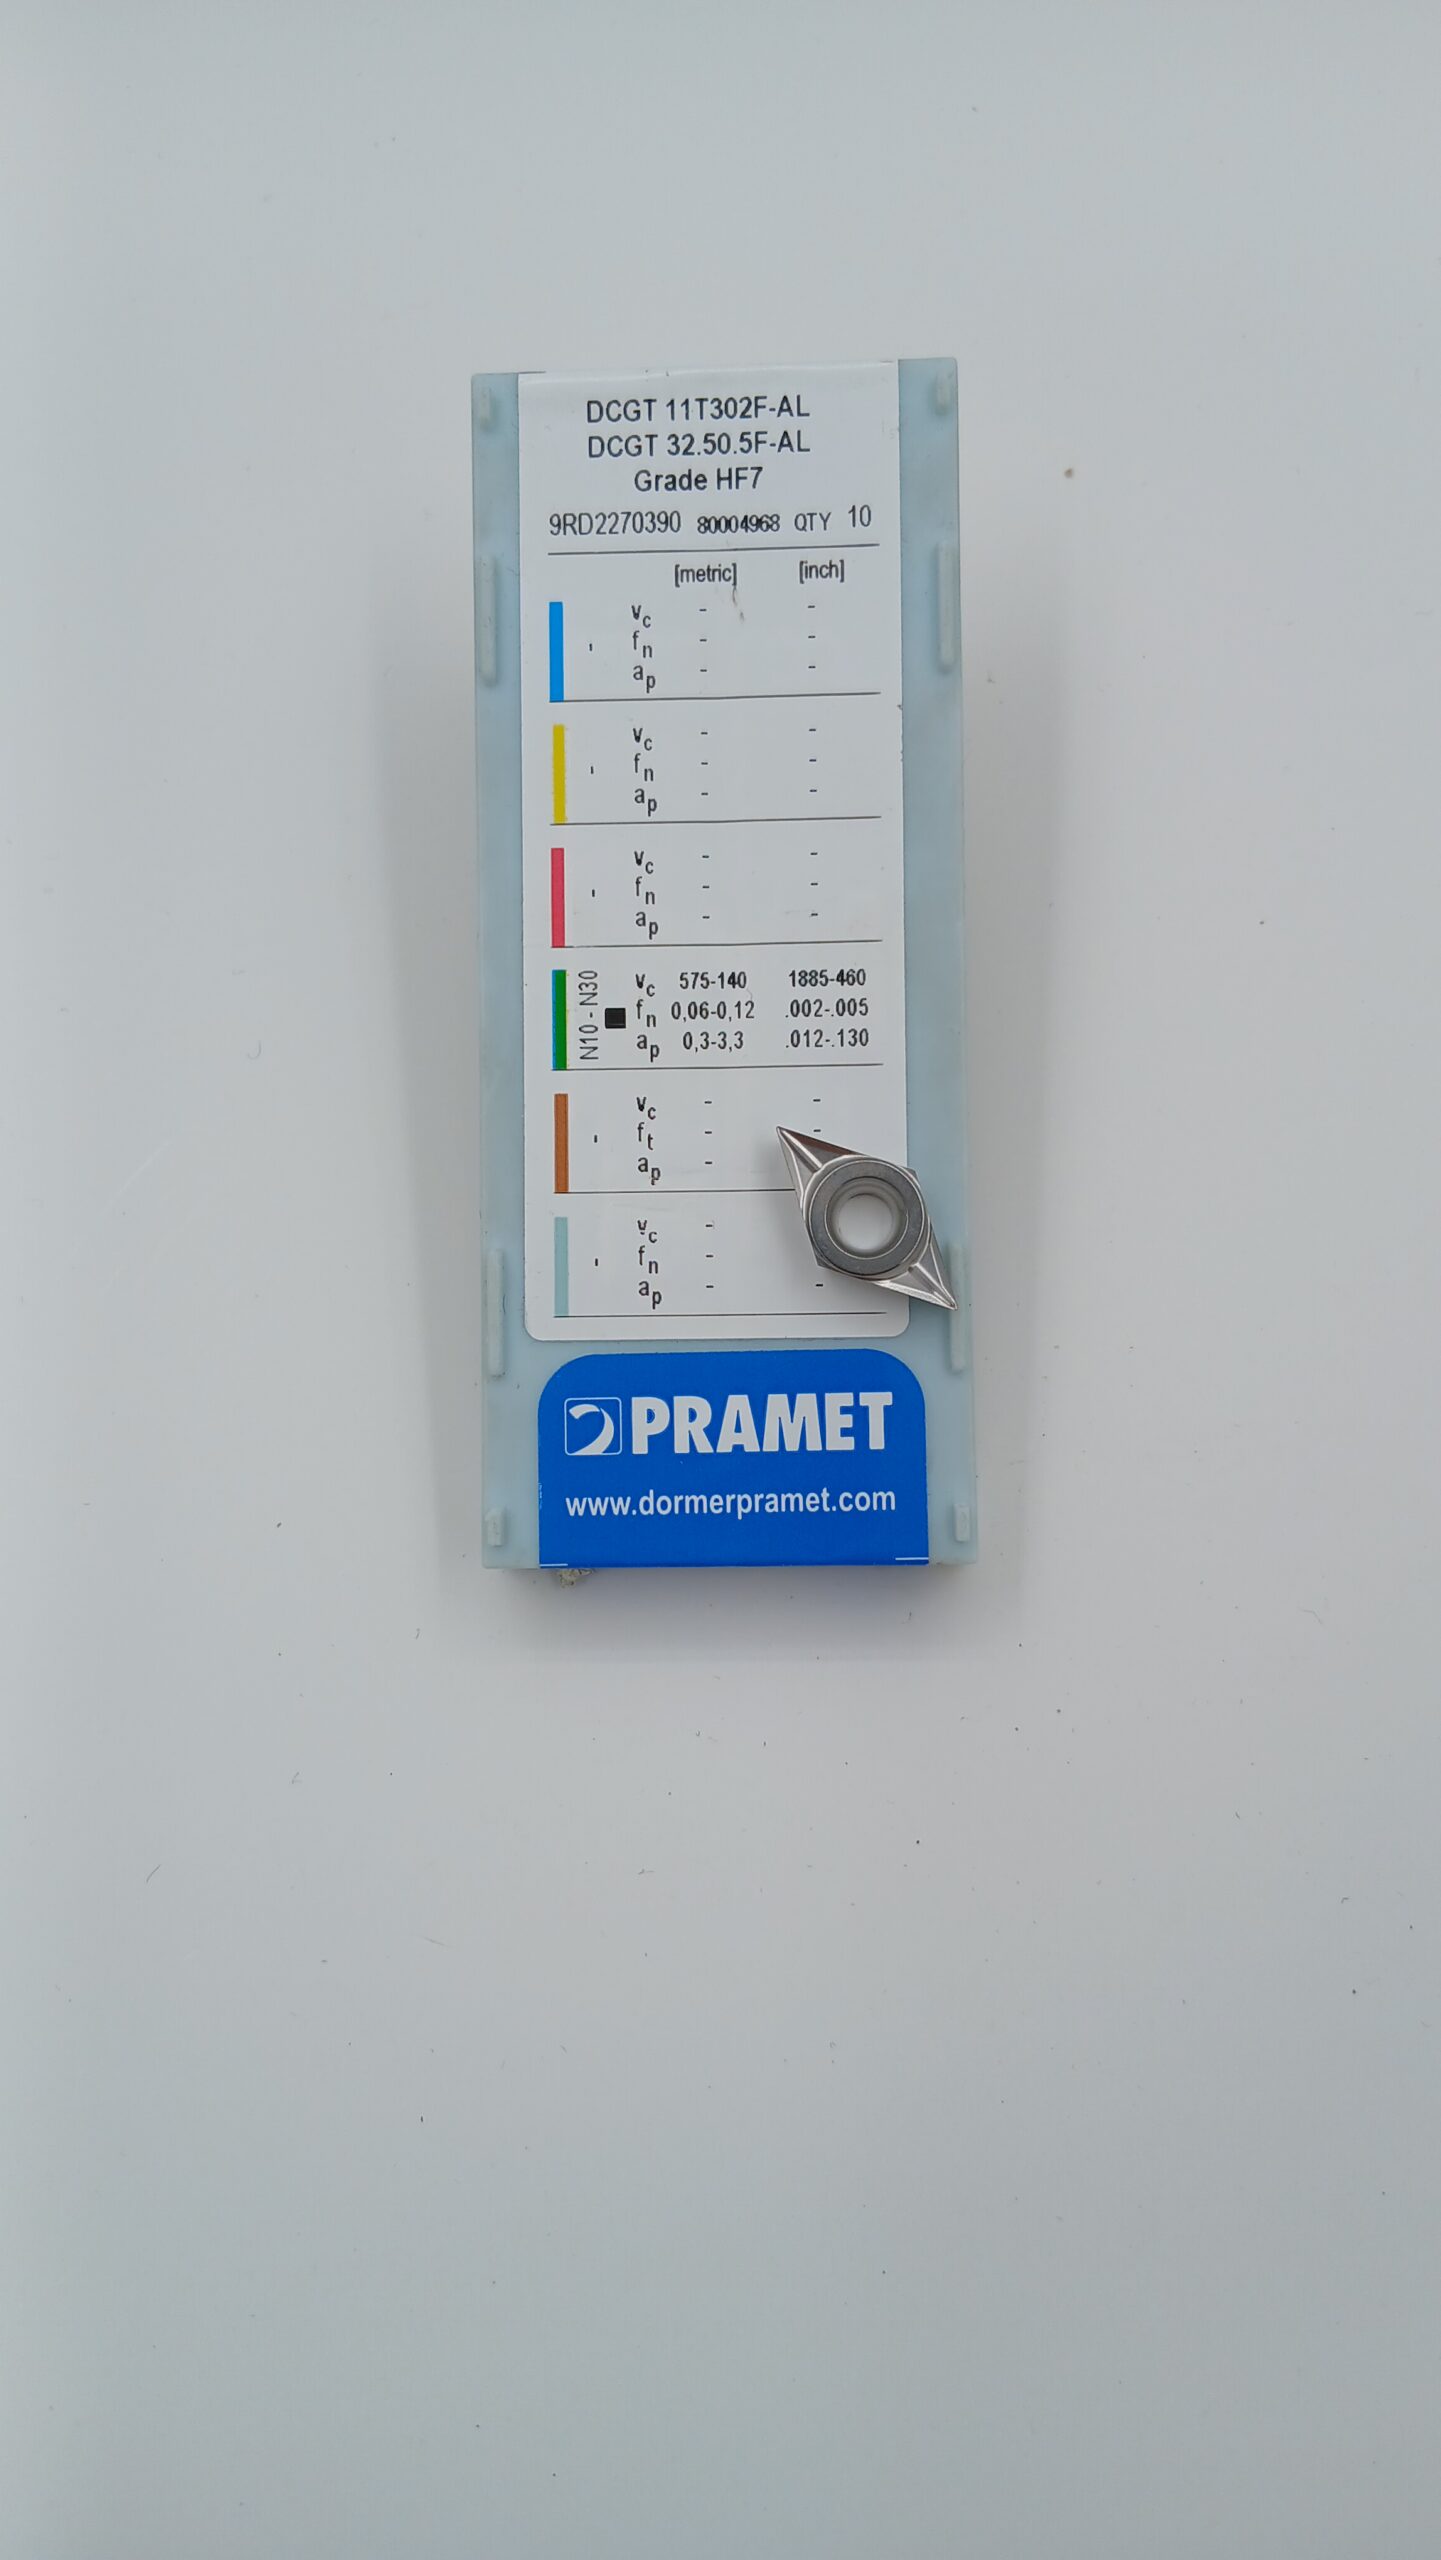 DCGT 11T302F-AL
DCGT 32.50.5F-AL
Grade HF7
9RD2270390 80004968 QTY 10
[metric] [inch]
vc - -
fn - -
ap - -
vc - -
fn - -
ap - -
vc - -
fn - -
ap - -
N10 - N30
vc 575-140 1885-460
fn 0,06-0,12 .002-.005
ap 0,3-3,3 .012-.130
vc - -
ft - -
ap -
vc -
fn -
ap - -
PRAMET
www.dormerpramet.com